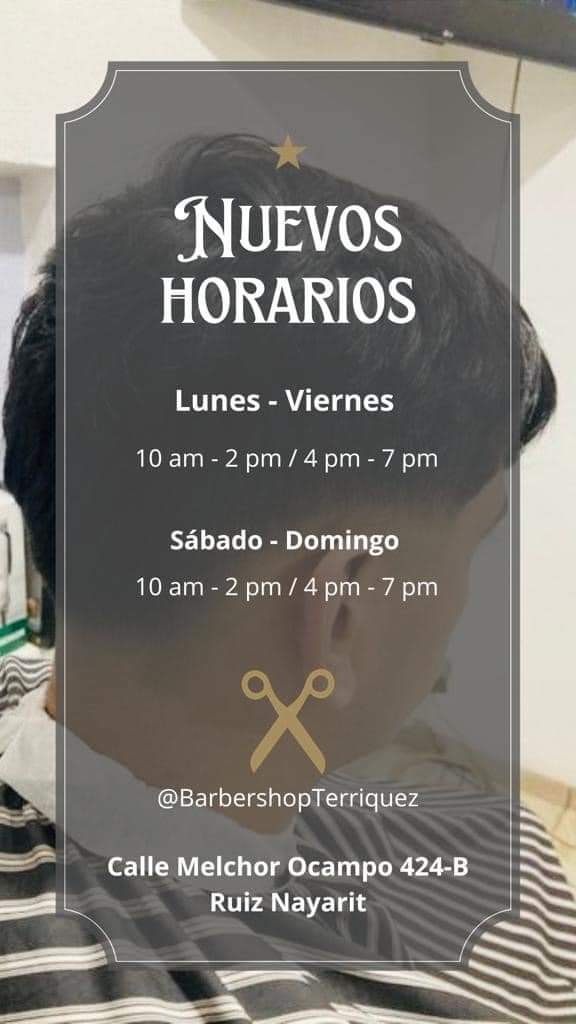 Nuevos
horarios
Lunes - Viernes
10 am - 2 pm / 4 pm - 7 pm
Sábado - Domingo
10 am - 2 pm / 4 pm - 7 pm
@BarbershopTerriquez
Calle Melchor Ocampo 424-B
Ruiz Nayarit